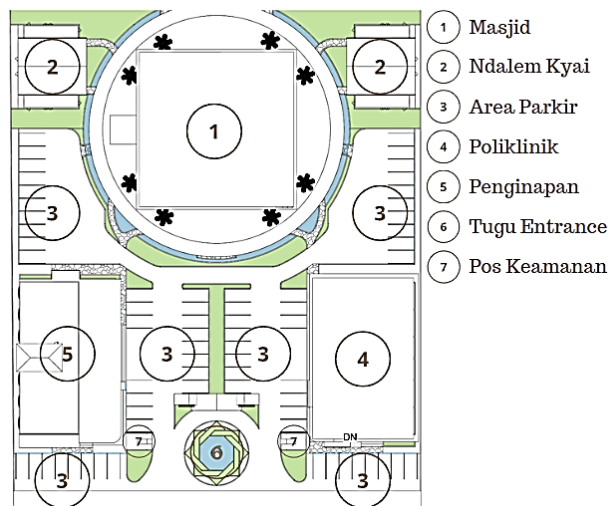 1 Masjid
2 Ndalem Kyai
3 Area Parkir
4 Poliklinik
5 Penginapan
6 Tugu Entrance
7 Pos Keamanan
2 2
1
3 3
5 3 3 4
7 6 7 DN
3 3